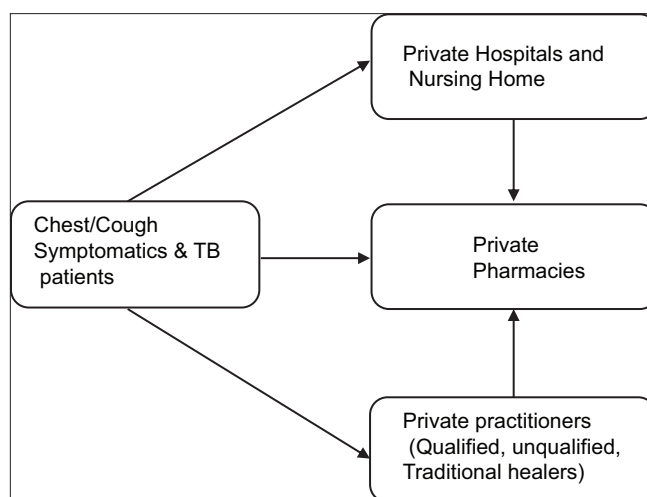 Private Hospitals and
Nursing Home
Chest/Cough
Symptomatics & TB
patients
Private
Pharmacies
Private practitioners
(Qualified, unqualified,
Traditional healers)